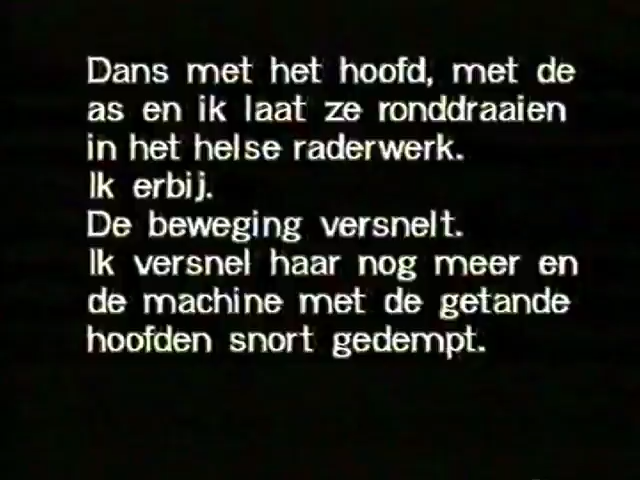 Dans met het hoofd, met de
as en ik laat ze ronddraaien
in het helse raderwerk.
Ik erbij.
De beweging versnelt.
Ik versnel haar nog meer en
de machine met de getande
hoofden snort gedempt.